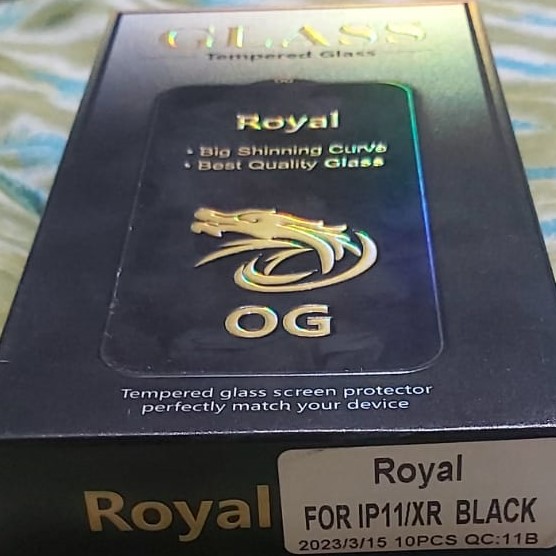 GLASS
Tempered Glass
Royal
• Big Shinning Curve
• Best Quality Glass
OG
Tempered glass screen protector
perfectly match your device
Royal
Royal
FOR IP11/XR BLACK
2023/3/15 10PCS QC:11B